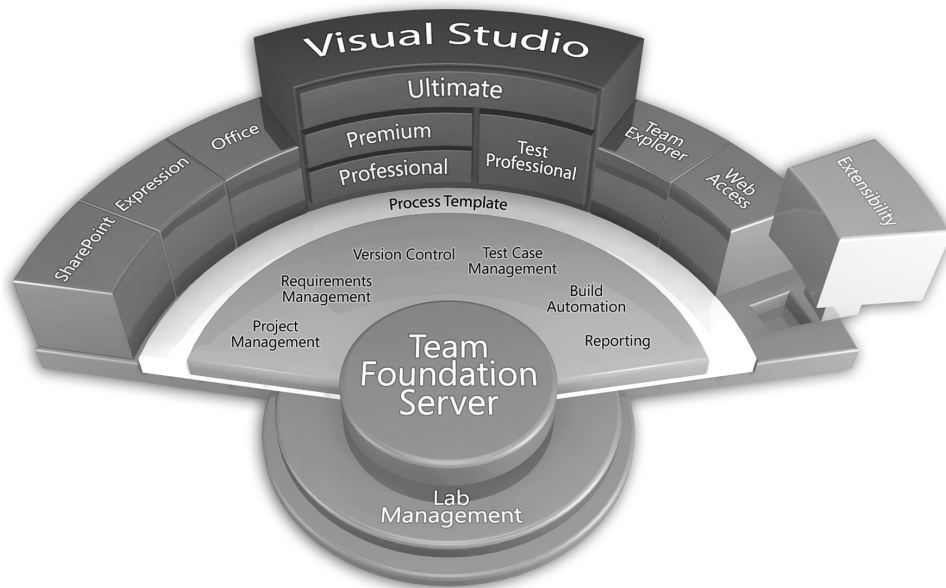 Visual Studio
Ultimate
Premium
Professional
Test
Professional
Office
Expression
SharePoint
Team
Explorer
Web
Access
Extensibility
Process Template
Version Control
Test Case
Management
Requirements
Management
Build
Automation
Project
Management
Reporting
Team
Foundation
Server
Lab
Management